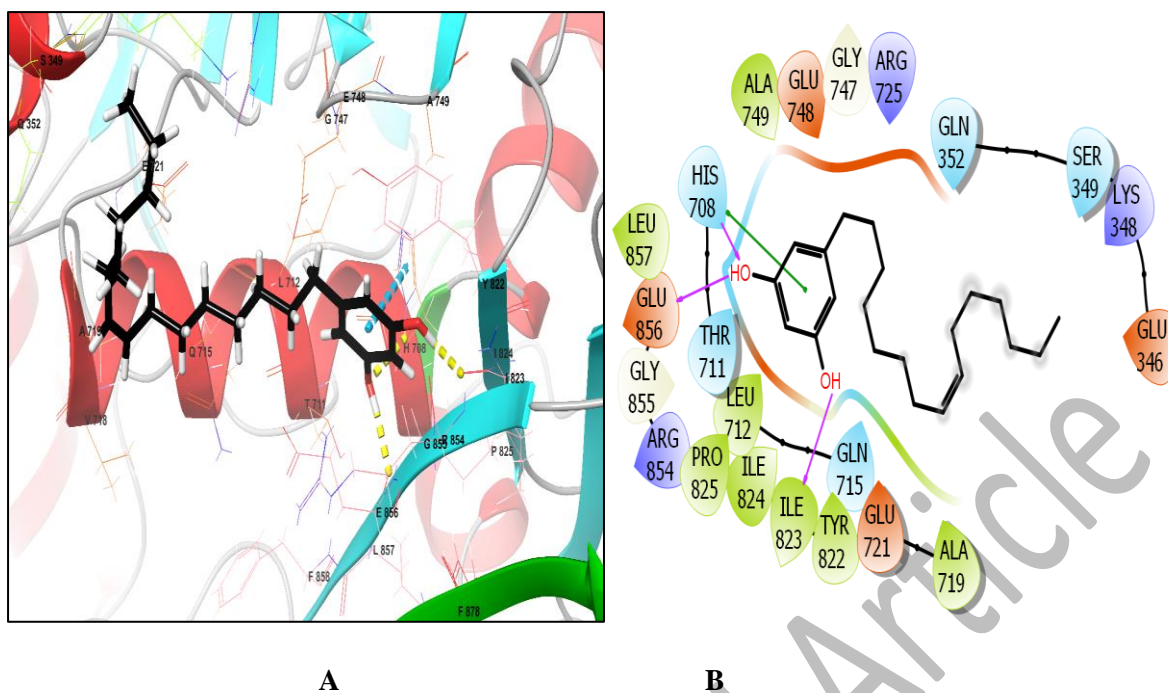 S 349
Q 352
E 748
G 747
A 749
A 719
L 712
Q 715
V 718
T 711
H 708
Y 822
I 824
I 823
G 855
R 854
P 825
E 856
L 857
F 858
F 878
ALA
749
GLU
748
GLY
747
ARG
725
GLN
352
SER
349
LYS
348
GLU
346
HIS
708
LEU
857
GLU
856
THR
711
GLY
855
ARG
854
LEU
712
PRO
825
ILE
824
ILE
823
GLN
715
TYR
822
GLU
721
ALA
719
HO
OH
Article
A
B